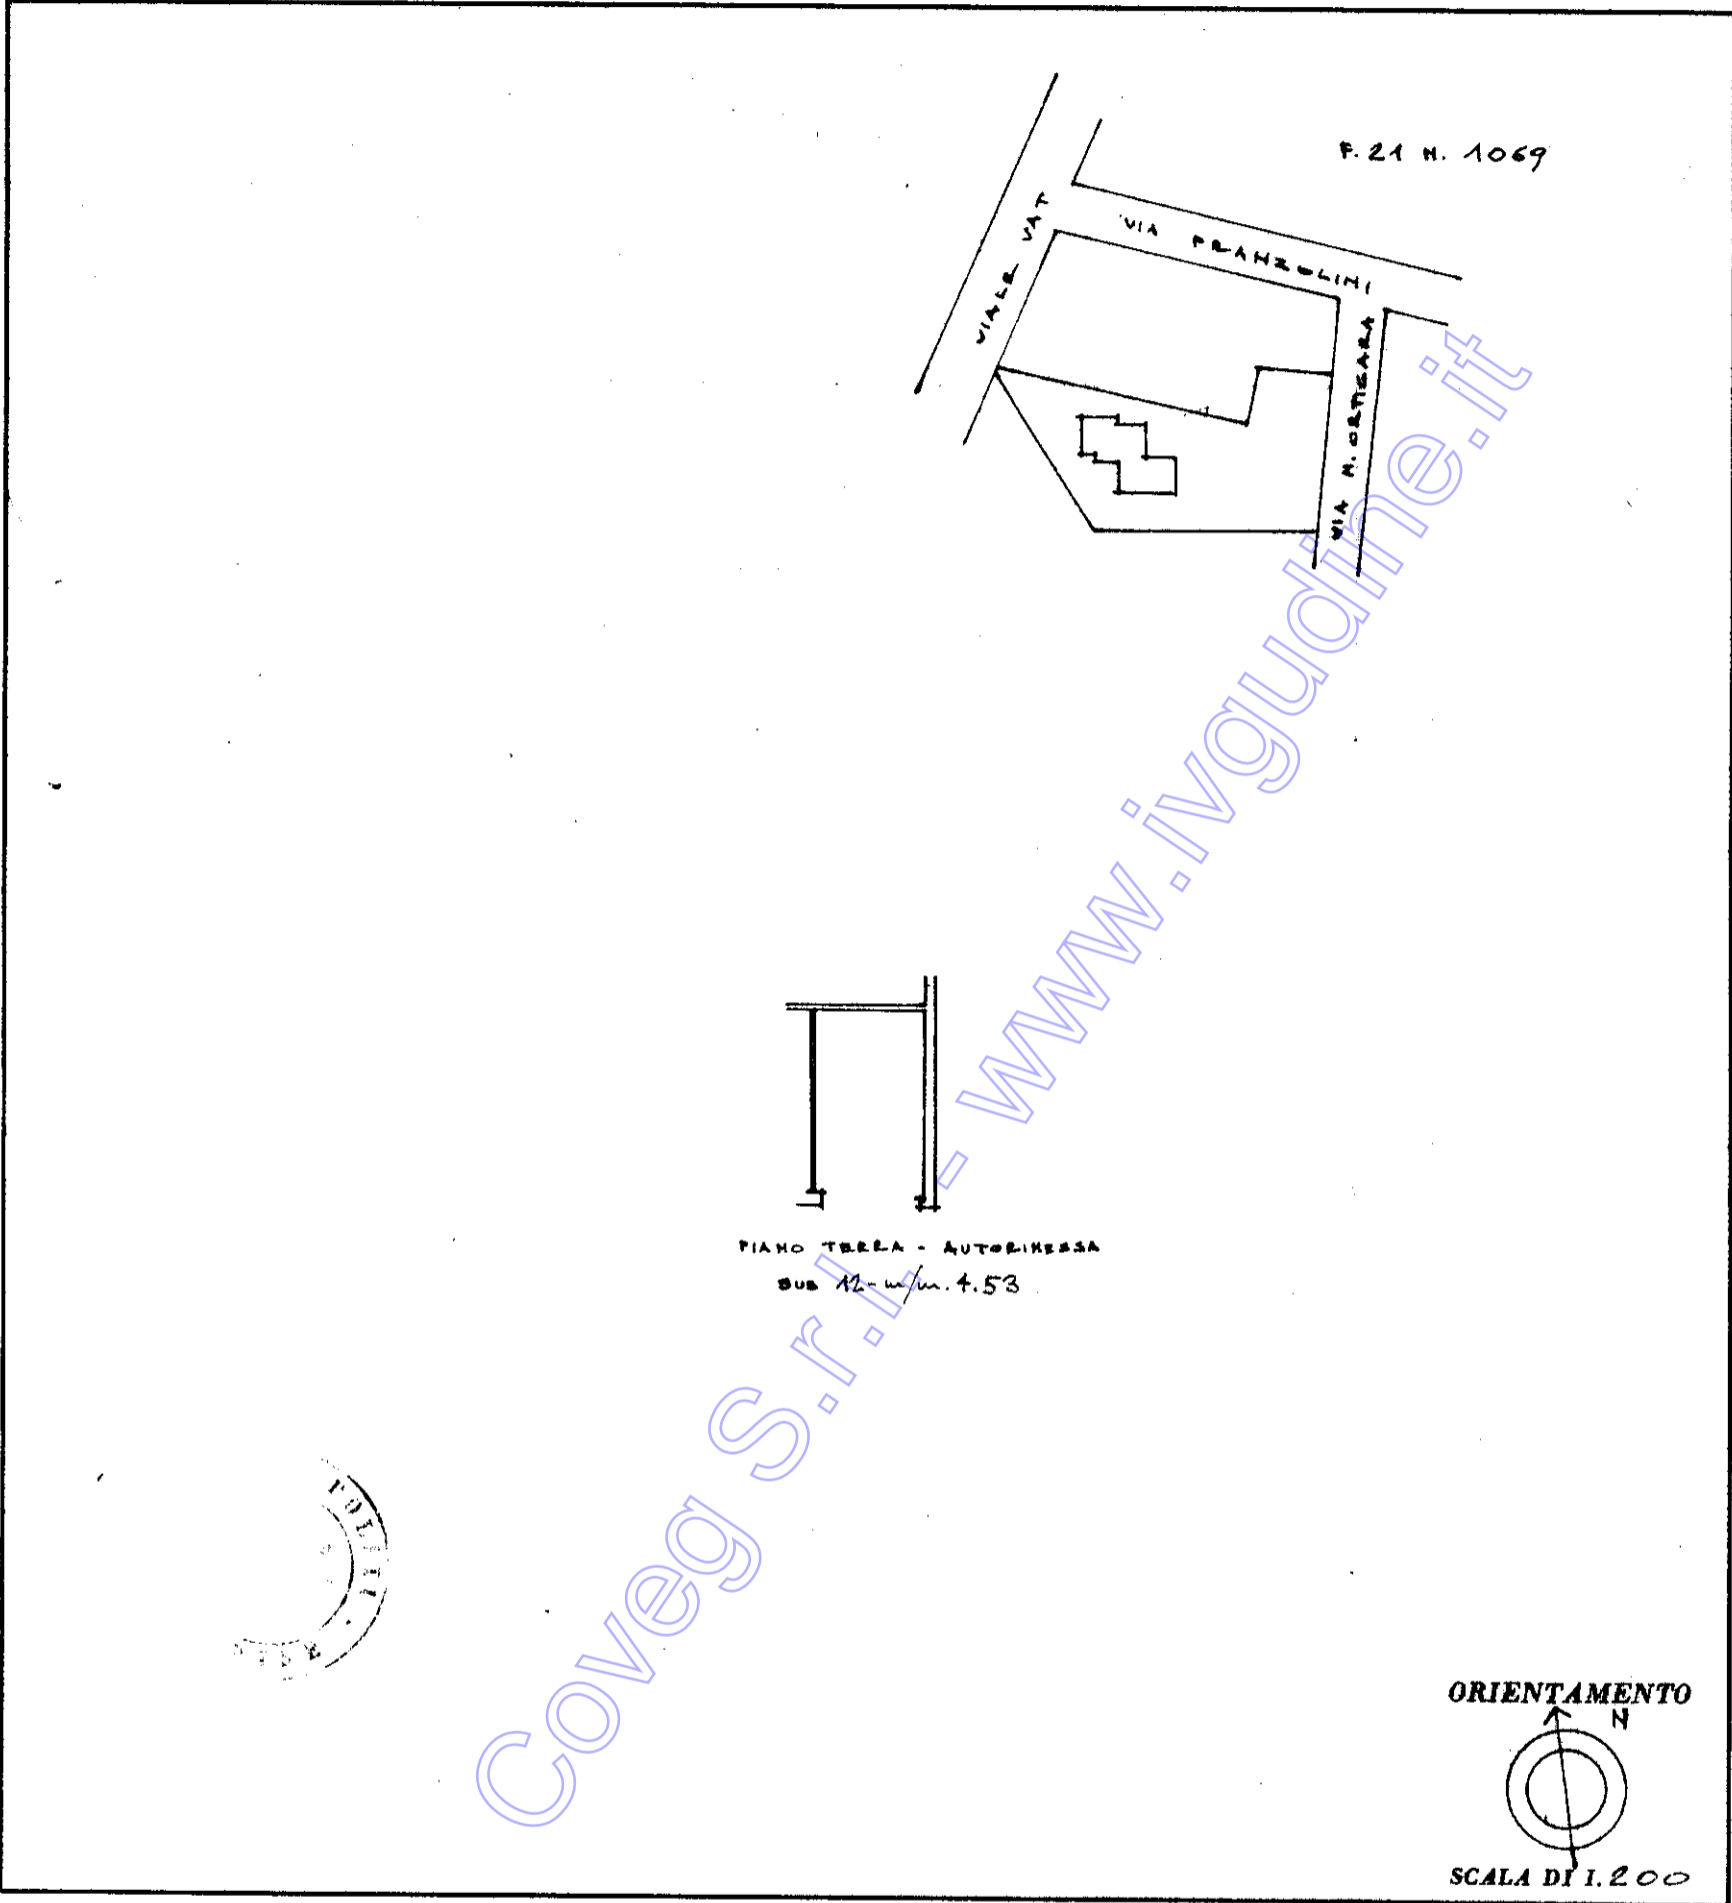 F. 21 N. 1069
VIALE VAT
VIA FRANZOLINI
VIA M. ORTIGARA
PIANO TERRA - AUTORIMESSA
SUB 12 - m/m. 4.53
Coveg S.r.l. - www.ivgudine.it
ORIENTAMENTO
N
SCALA DI 1. 200